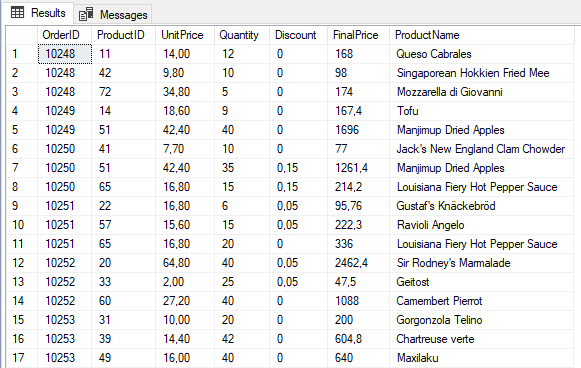 Results Messages
OrderID ProductID UnitPrice Quantity Discount FinalPrice ProductName
1 10248 11 14,00 12 0 168 Queso Cabrales
2 10248 42 9,80 10 0 98 Singaporean Hokkien Fried Mee
3 10248 72 34,80 5 0 174 Mozzarella di Giovanni
4 10249 14 18,60 9 0 167,4 Tofu
5 10249 51 42,40 40 0 1696 Manjimup Dried Apples
6 10250 41 7,70 10 0 77 Jack's New England Clam Chowder
7 10250 51 42,40 35 0,15 1261,4 Manjimup Dried Apples
8 10250 65 16,80 15 0,15 214,2 Louisiana Fiery Hot Pepper Sauce
9 10251 22 16,80 6 0,05 95,76 Gustaf's Knäckebröd
10 10251 57 15,60 15 0,05 222,3 Ravioli Angelo
11 10251 65 16,80 20 0 336 Louisiana Fiery Hot Pepper Sauce
12 10252 20 64,80 40 0,05 2462,4 Sir Rodney's Marmalade
13 10252 33 2,00 25 0,05 47,5 Geitost
14 10252 60 27,20 40 0 1088 Camembert Pierrot
15 10253 31 10,00 20 0 200 Gorgonzola Telino
16 10253 39 14,40 42 0 604,8 Chartreuse verte
17 10253 49 16,00 40 0 640 Maxilaku